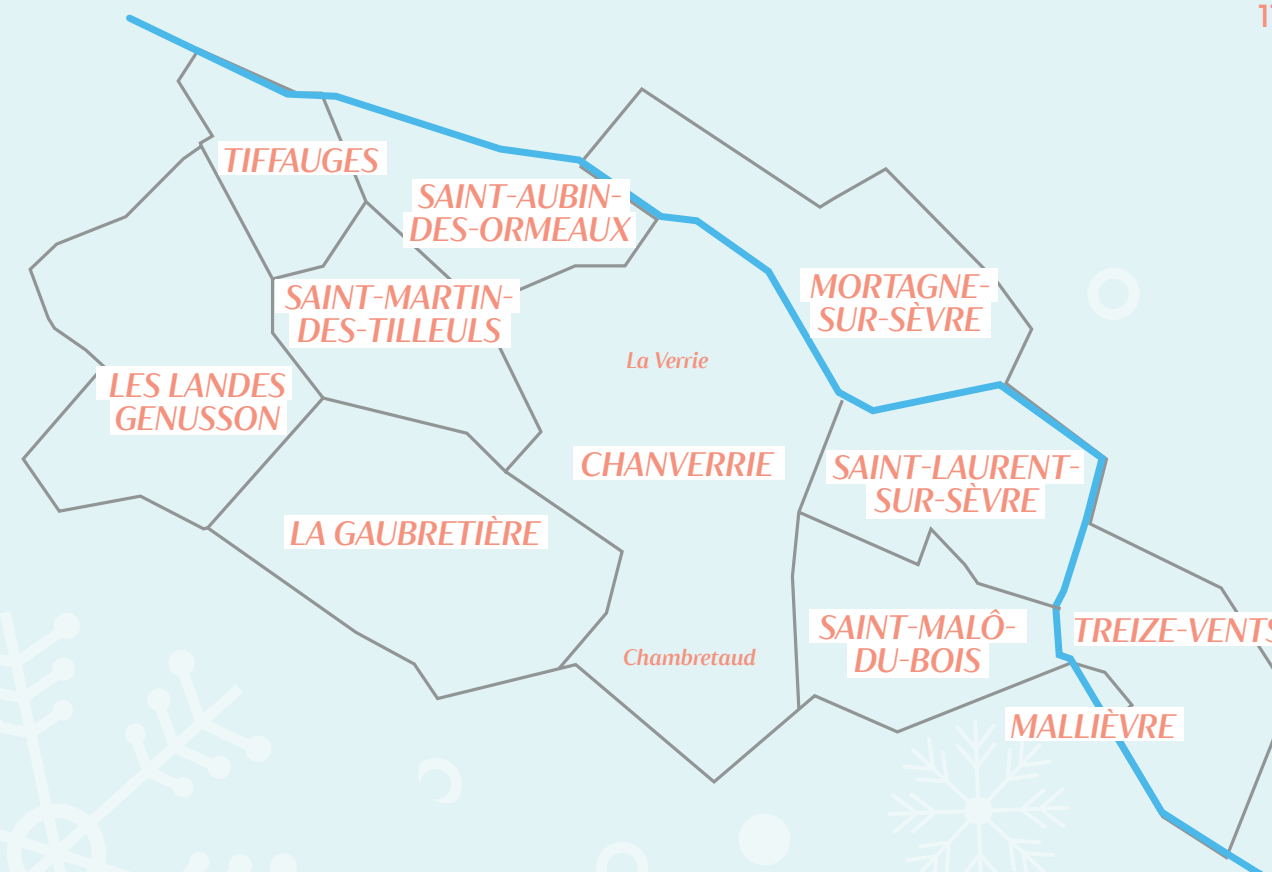 11
TIFFAUGES
SAINT-AUBIN-
DES-ORMEAUX
SAINT-MARTIN-
DES-TILLEULS
MORTAGNE-
SUR-SÈVRE
La Verrie
LES LANDES
GENUSSON
CHANVERRIE
SAINT-LAURENT-
SUR-SÈVRE
LA GAUBRETIÈRE
SAINT-MALÔ-
DU-BOIS
TREIZE-VENTS
Chambretaud
MALLIÈVRE